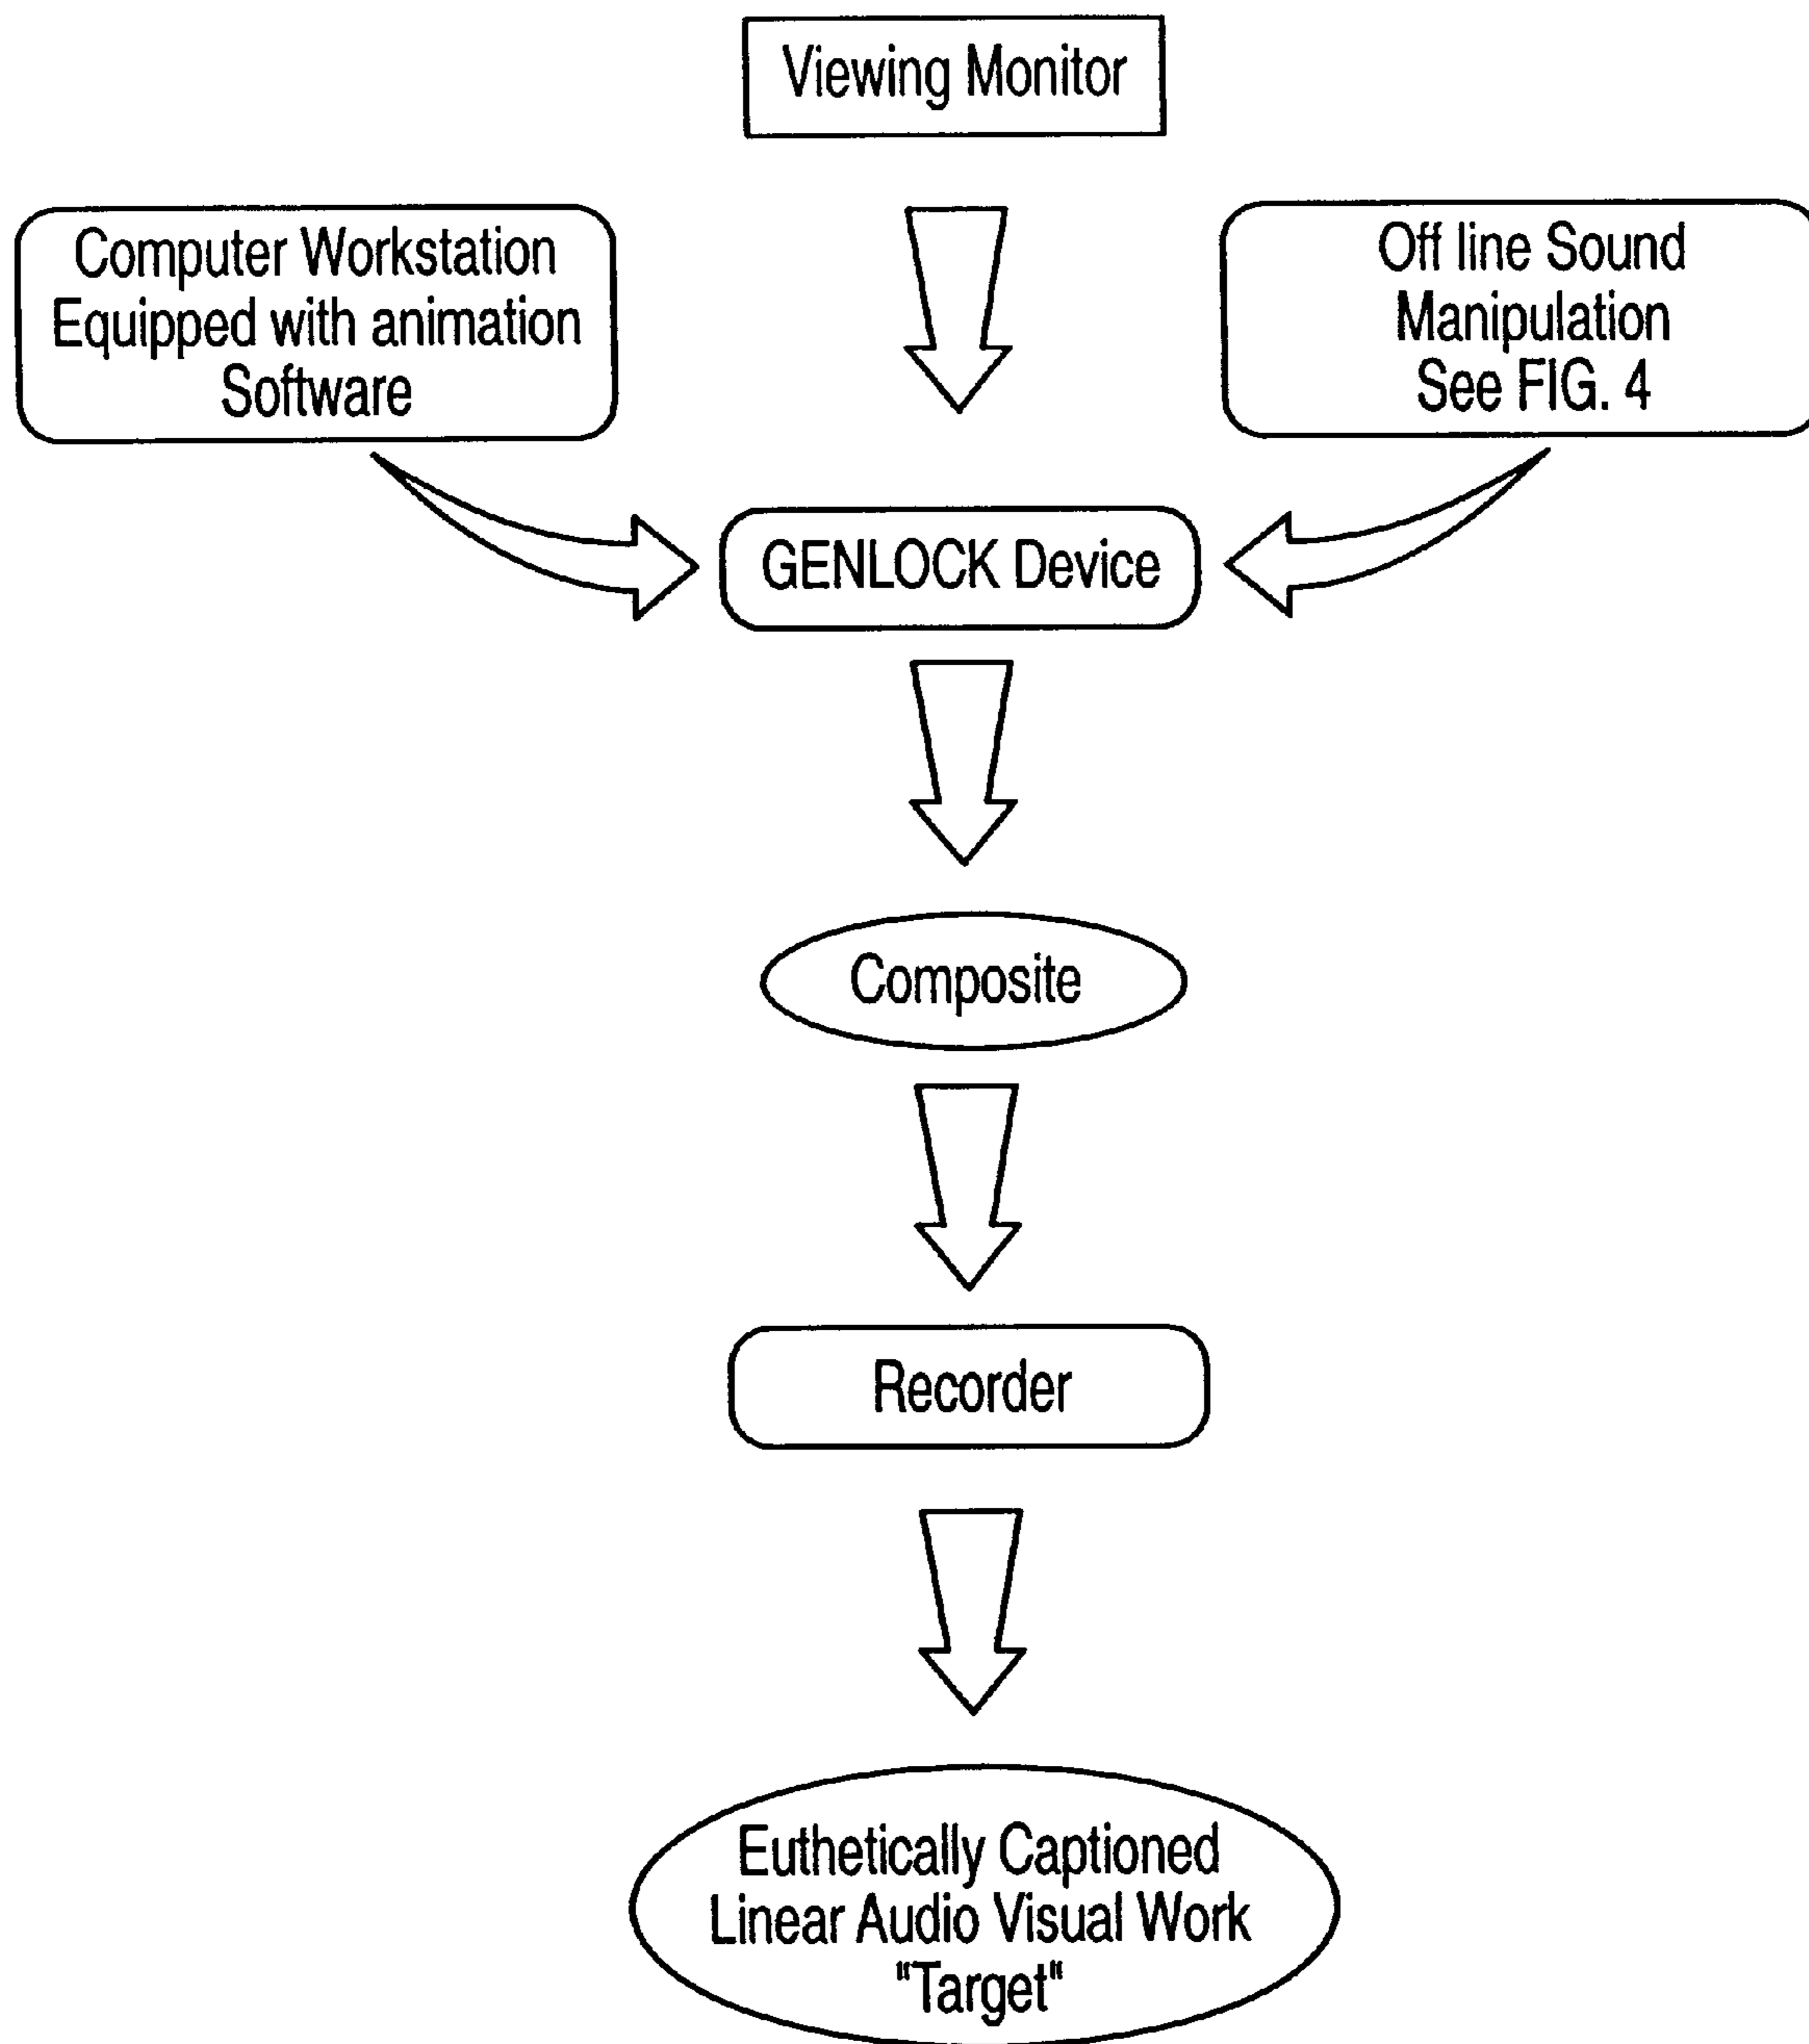 Viewing Monitor
Computer Workstation
Equipped with animation
Software
Off line Sound
Manipulation
See FIG. 4
GENLOCK Device
Composite
Recorder
Euthetically Captioned
Linear Audio Visual Work
"Target"